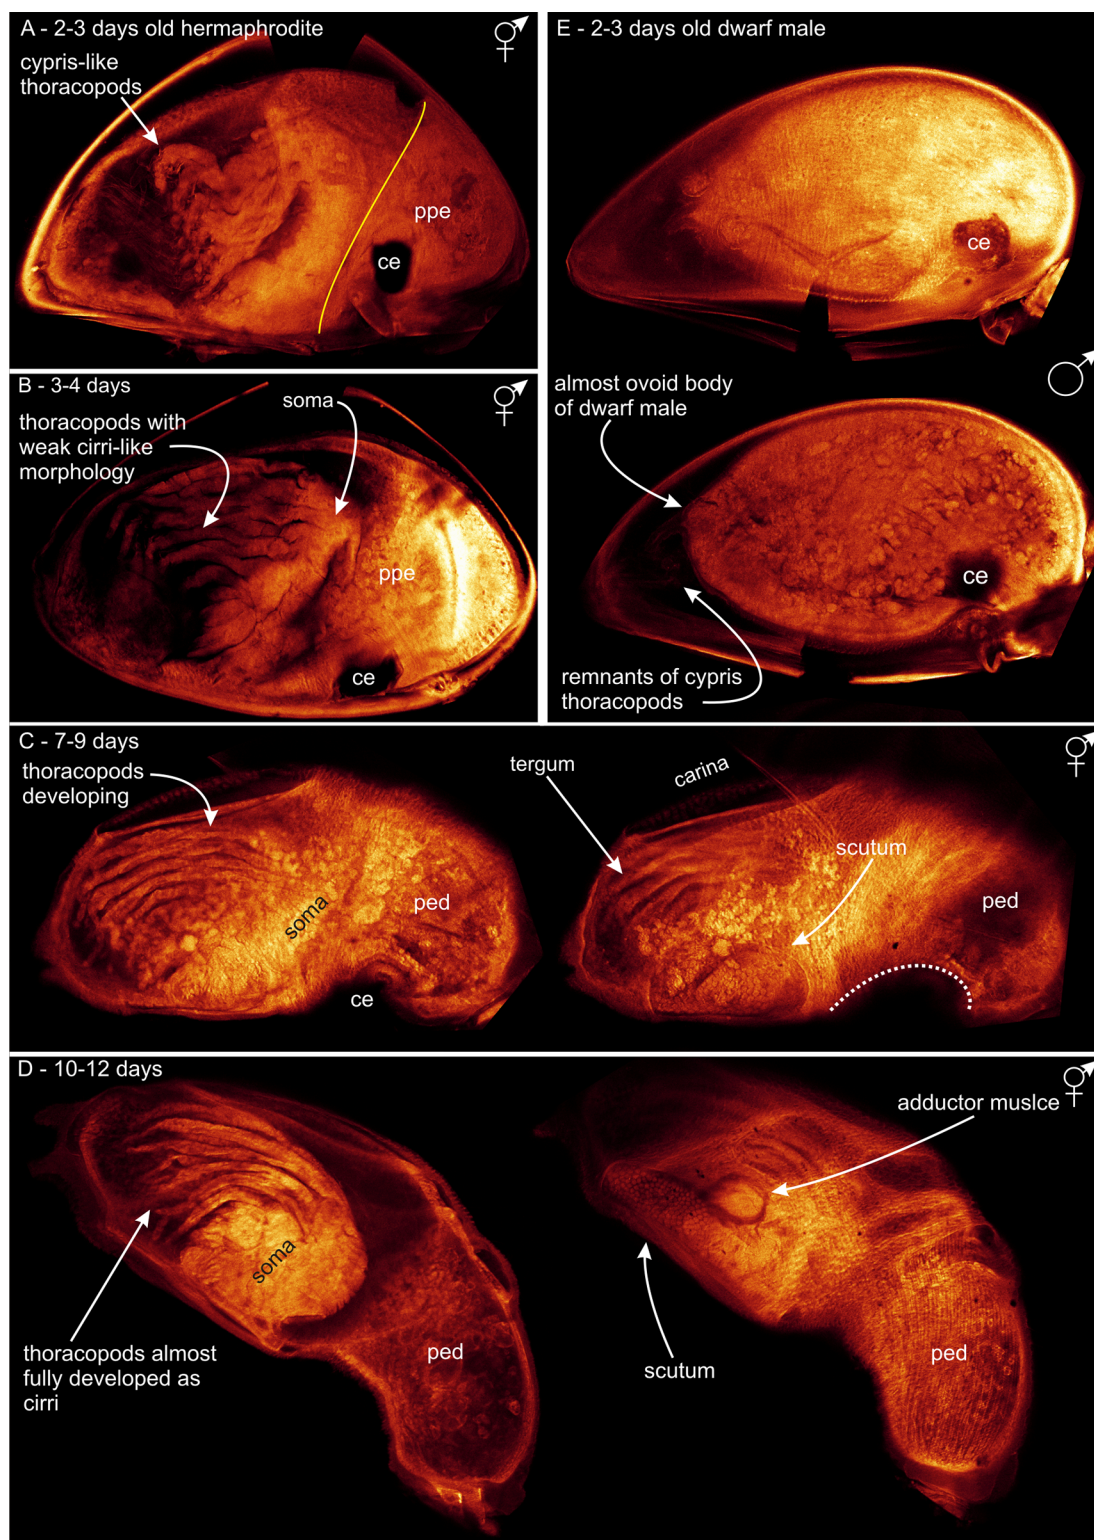 A - 2-3 days old hermaphrodite
cypris-like
thoracopods
ppe
ce
B - 3-4 days
thoracopods with
weak cirri-like
morphology
soma
ppe
ce
E - 2-3 days old dwarf male
ce
almost ovoid body
of dwarf male
ce
remnants of cypris
thoracopods
C - 7-9 days
thoracopods
developing
soma
ped
ce
tergum
carina
scutum
ped
D - 10-12 days
soma
ped
thoracopods almost
fully developed as
cirri
adductor muslce
ped
scutum